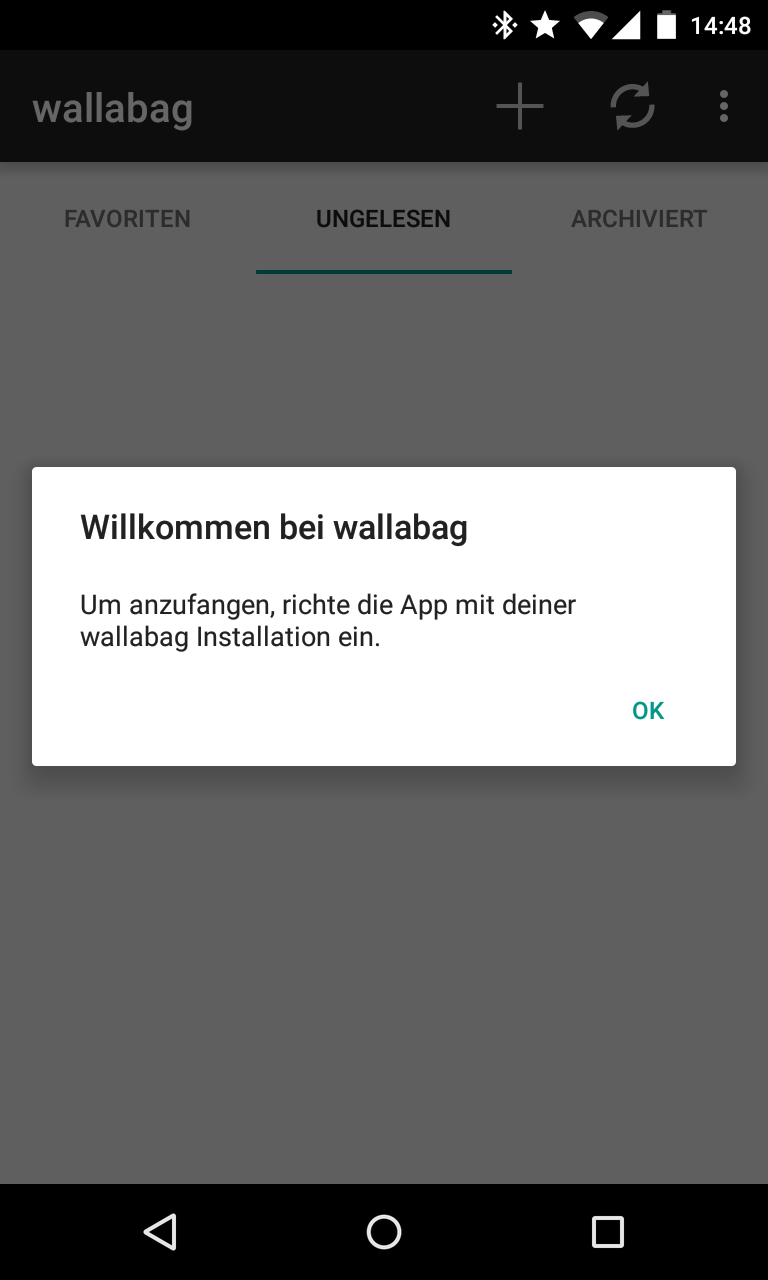 14:48
wallabag
FAVORITEN UNGELESEN ARCHIVIERT
Willkommen bei wallabag
Um anzufangen, richte die App mit deiner
wallabag Installation ein.
OK